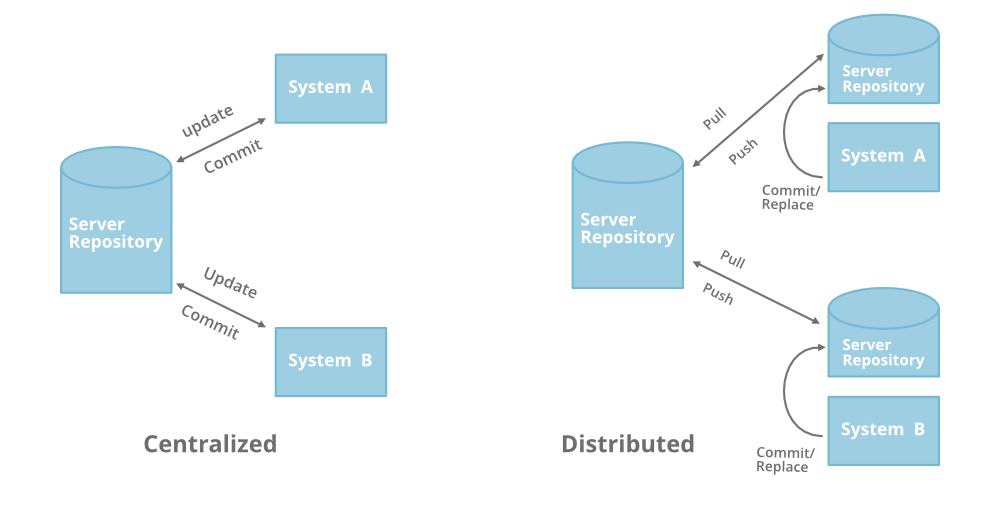 update
Commit
System A
Server
Repository
Update
Commit
System B
Centralized
Server
Repository
Pull
Push
Server
Repository
System A
Commit/
Replace
Pull
Push
Server
Repository
System B
Commit/
Replace
Distributed